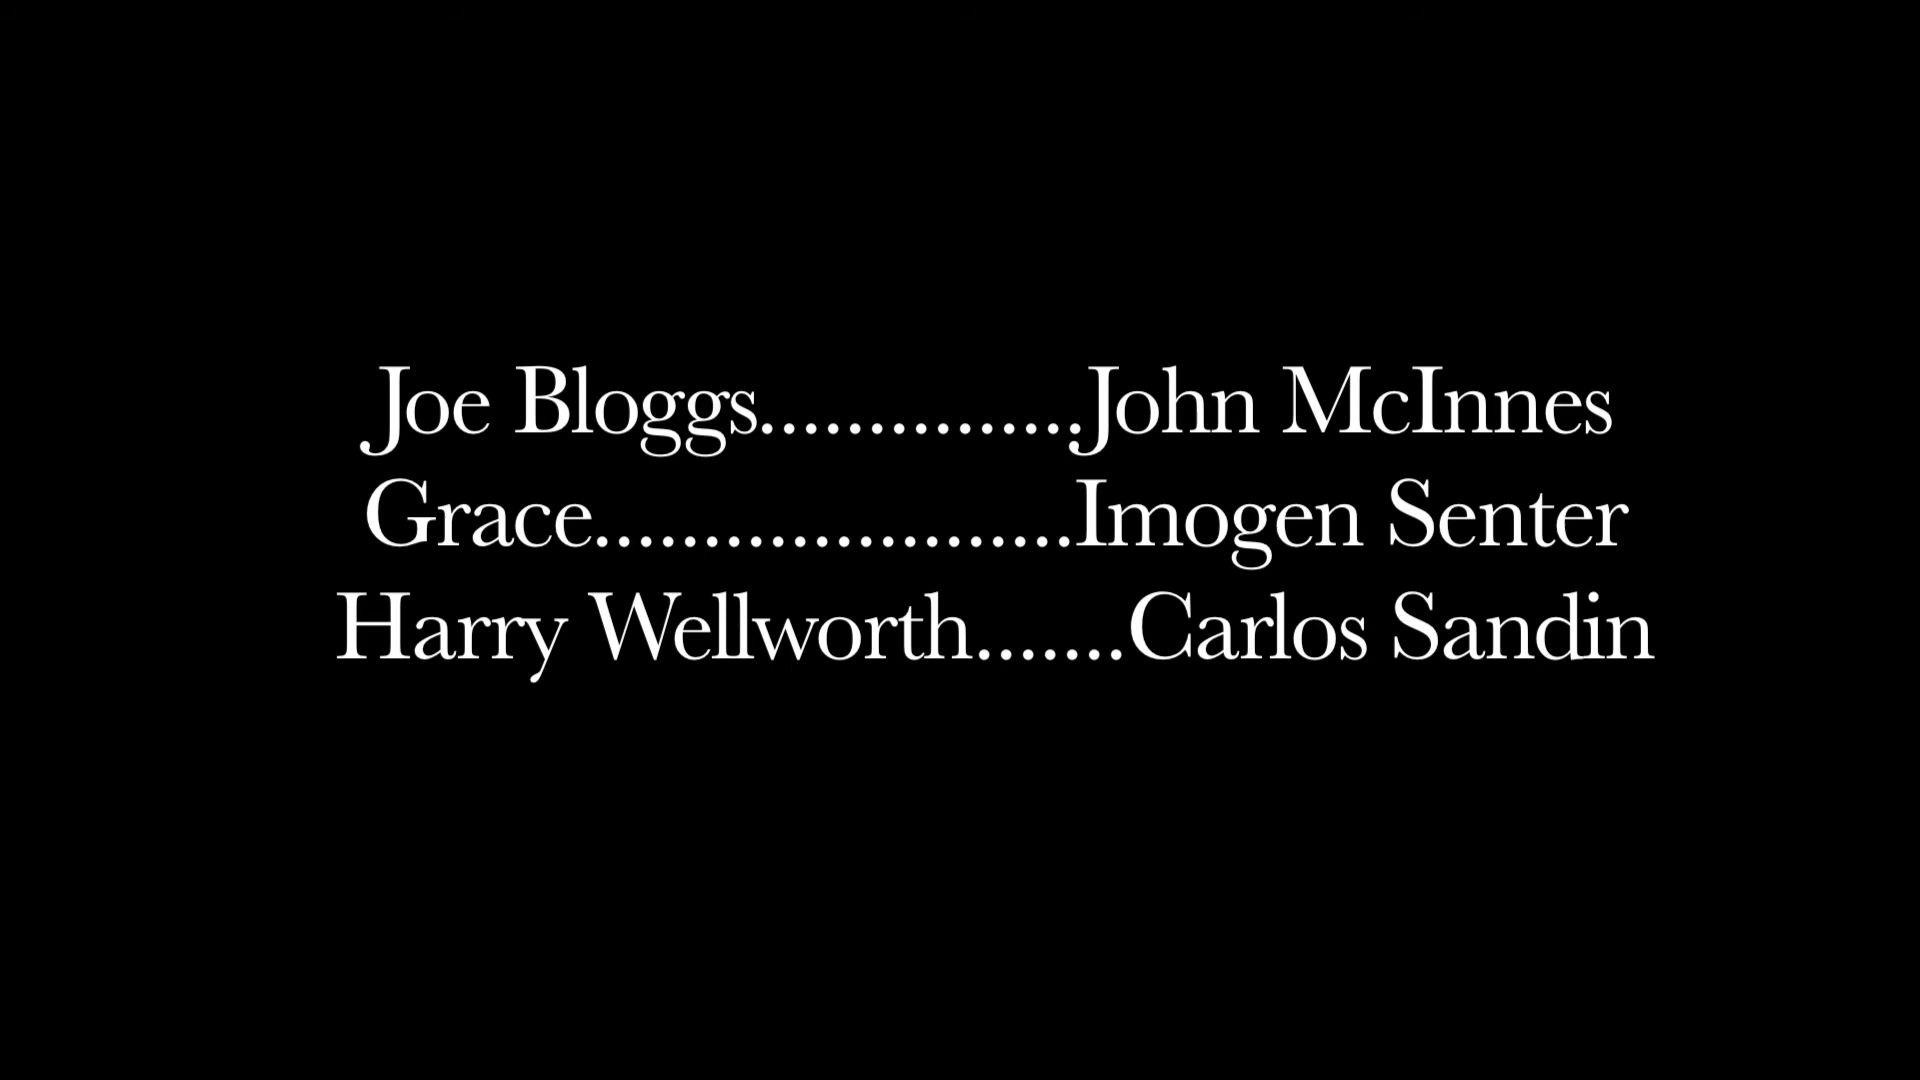 Joe Bloggs...............John McInnes
Grace......................Imogen Senter
Harry Wellworth.......Carlos Sandin